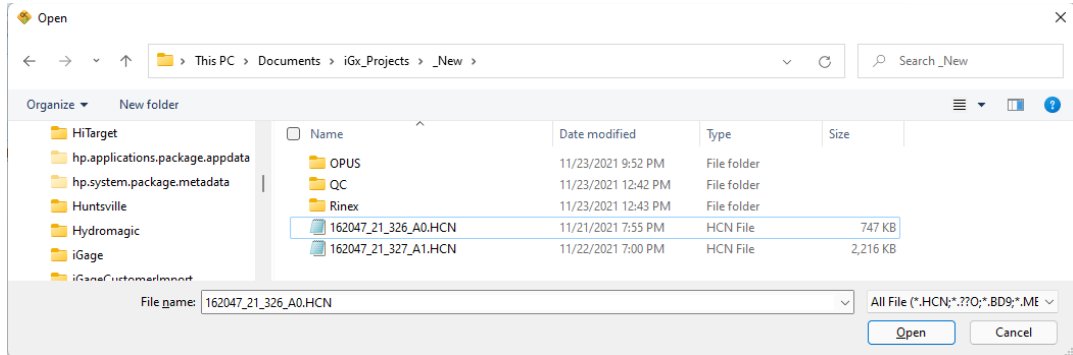 Open
This PC > Documents > iGx_Projects > _New >
Search _New
Organize
New folder
?
HiTarget
hp.applications.package.appdata
hp.system.package.metadata
Huntsville
Hydromagic
iGage
iGageCustomerImport
Name Date modified Type Size
OPUS 11/23/2021 9:52 PM File folder
QC 11/23/2021 12:42 PM File folder
Rinex 11/23/2021 12:43 PM File folder
162047_21_326_A0.HCN 11/21/2021 7:55 PM HCN File 747 KB
162047_21_327_A1.HCN 11/22/2021 7:00 PM HCN File 2,216 KB
File name: 162047_21_326_A0.HCN
All File (*.HCN;*.??O;*.BD9;*.ME
Open
Cancel